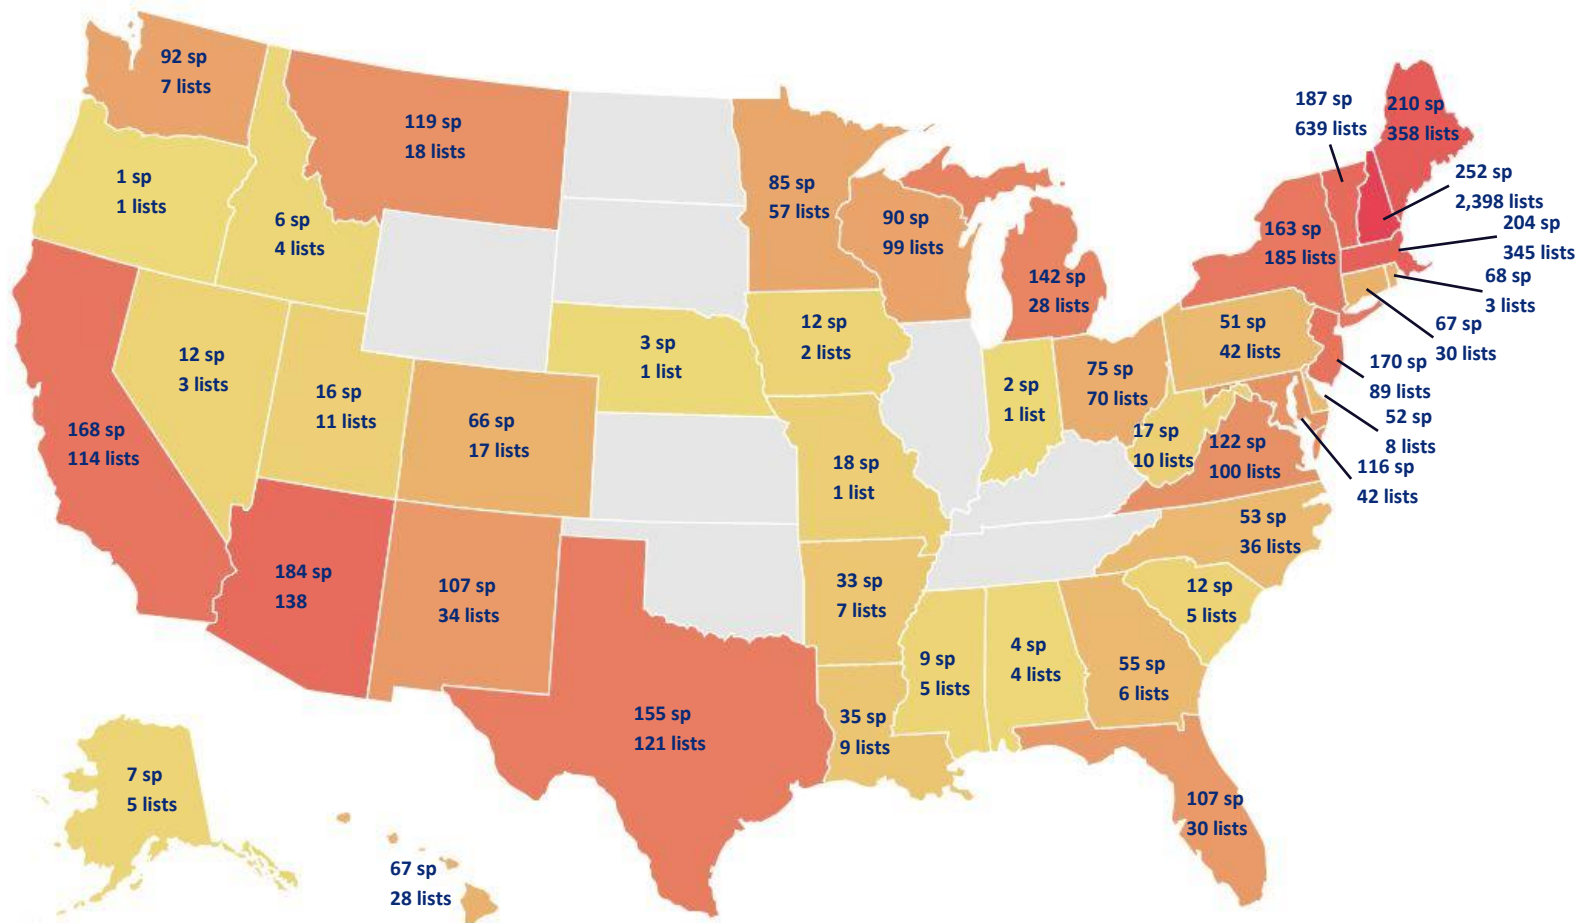 92 sp
7 lists
119 sp
18 lists
187 sp
639 lists
210 sp
358 lists
1 sp
1 lists
6 sp
4 lists
85 sp
57 lists
90 sp
99 lists
252 sp
2,398 lists
163 sp
185 lists
204 sp
345 lists
142 sp
28 lists
68 sp
3 lists
12 sp
3 lists
3 sp
1 list
12 sp
2 lists
51 sp
42 lists
67 sp
30 lists
16 sp
11 lists
2 sp
1 list
75 sp
70 lists
170 sp
89 lists
168 sp
114 lists
66 sp
17 lists
18 sp
1 list
17 sp
10 lists
122 sp
100 lists
52 sp
8 lists
116 sp
42 lists
53 sp
36 lists
184 sp
138
107 sp
34 lists
33 sp
7 lists
12 sp
5 lists
9 sp
5 lists
4 sp
4 lists
55 sp
6 lists
155 sp
121 lists
35 sp
9 lists
7 sp
5 lists
107 sp
30 lists
67 sp
28 lists